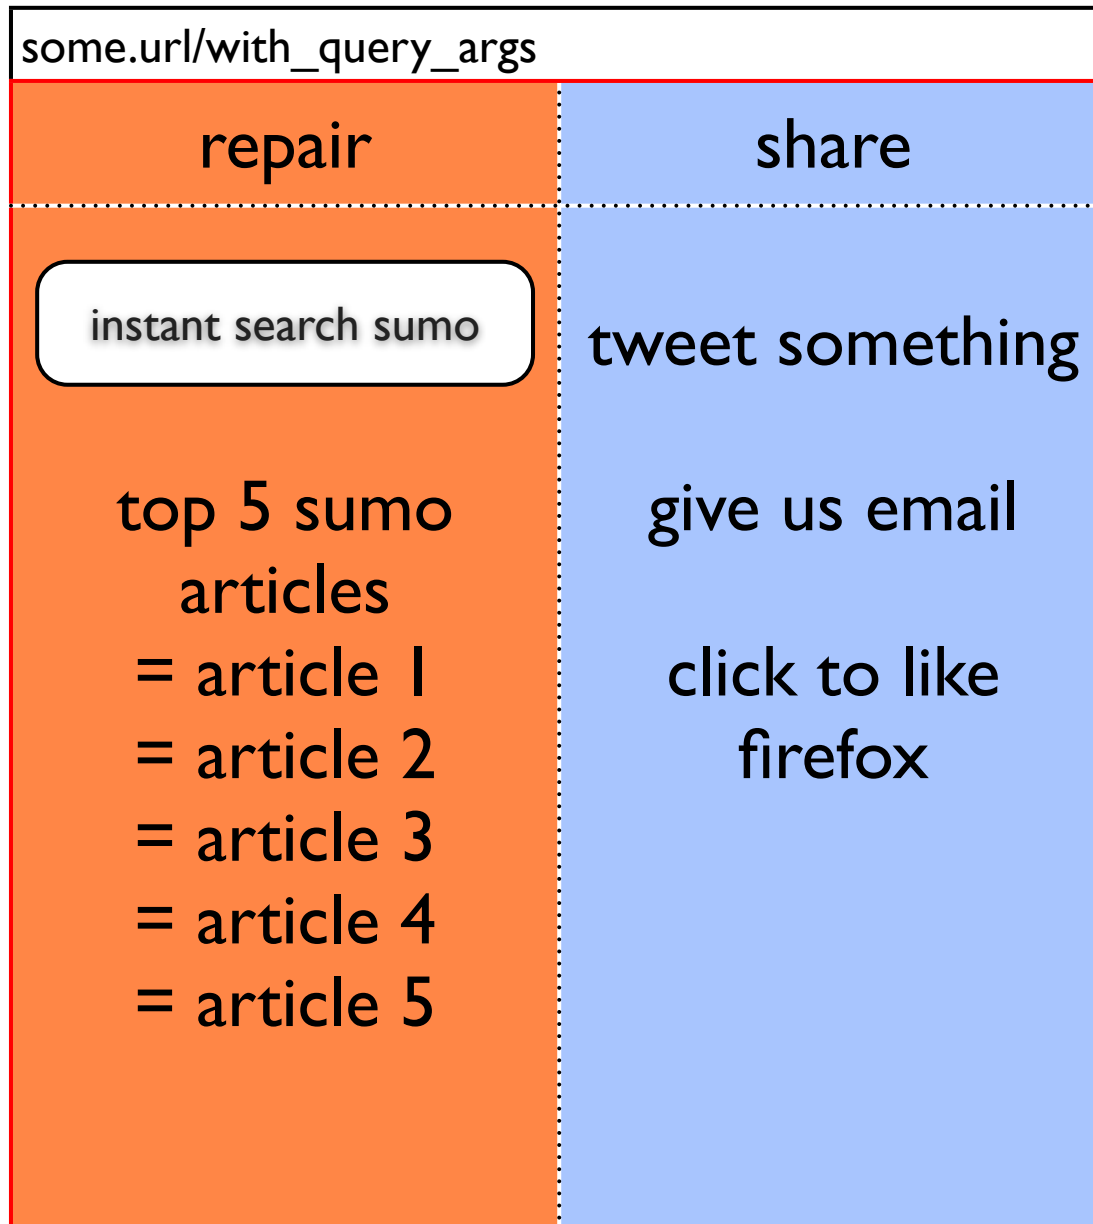 some.url/with_query_args
repair
instant search sumo
top 5 sumo
articles
= article 1
= article 2
= article 3
= article 4
= article 5
share
tweet something
give us email
click to like
firefox